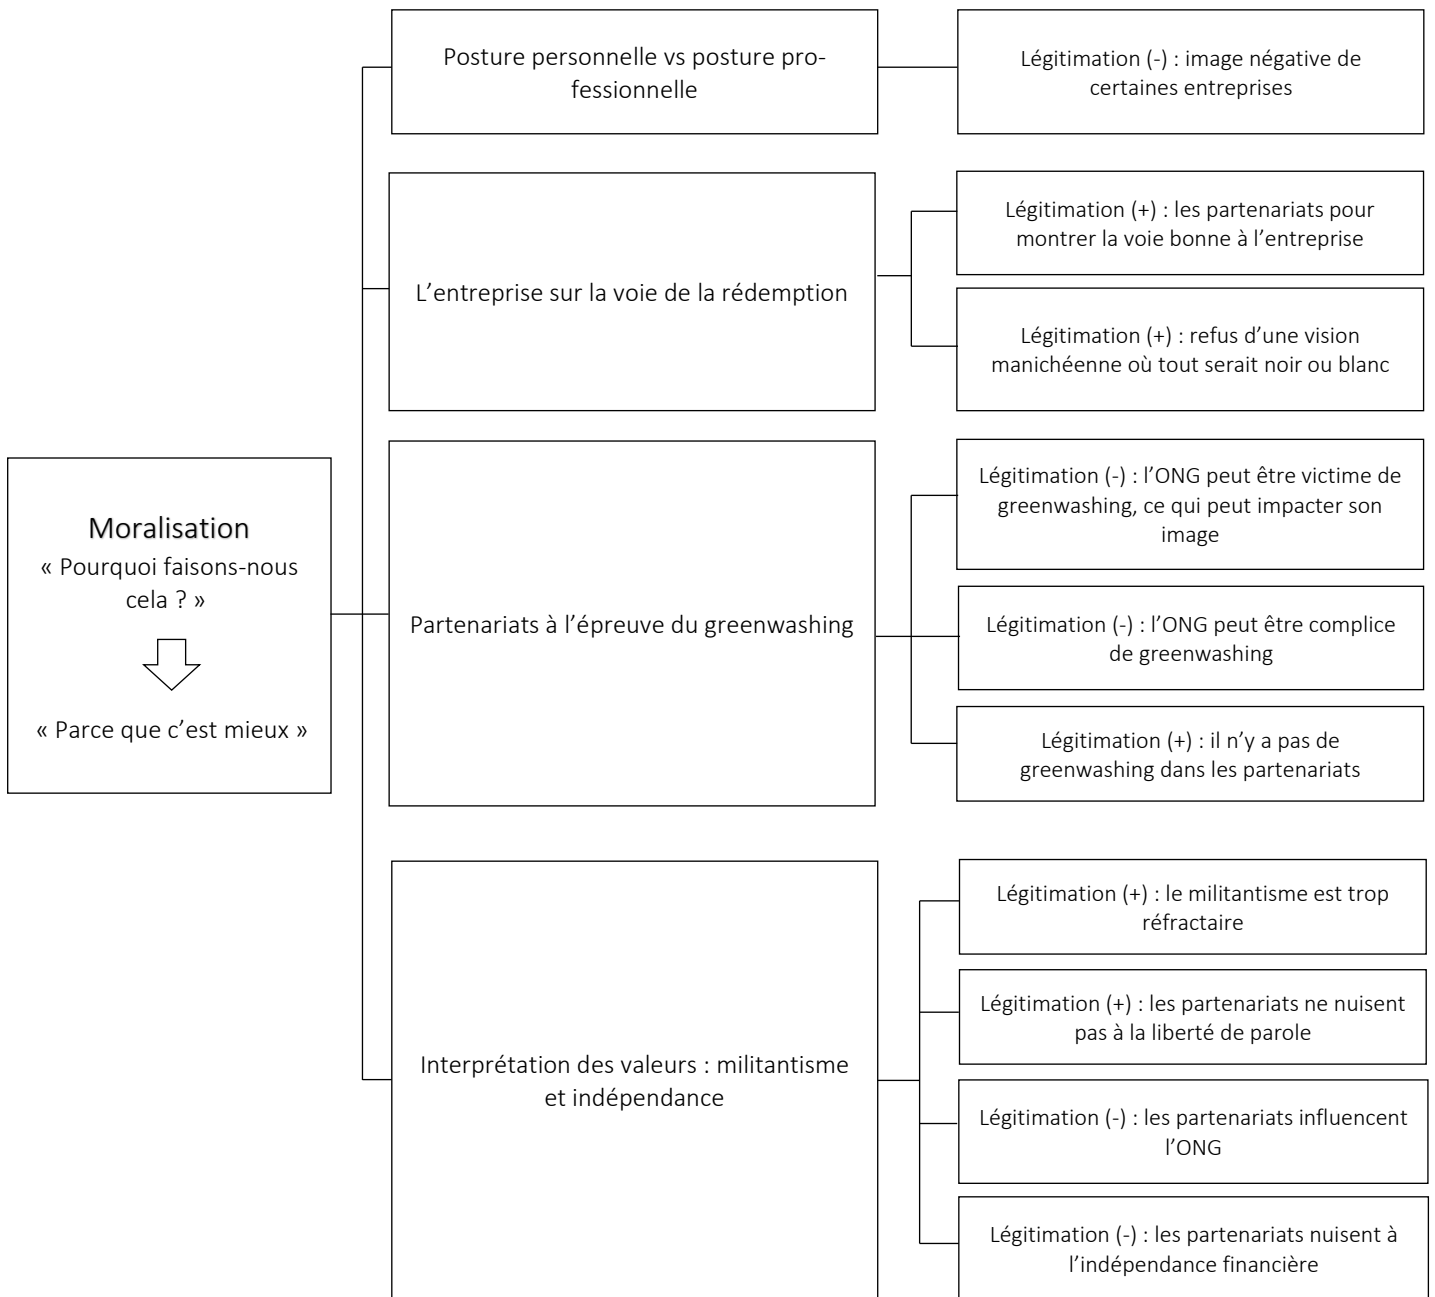 Moralisation
« Pourquoi faisons-nous
cela ? »
« Parce que c’est mieux »
Posture personnelle vs posture pro-
fessionnelle
Légitimation (-) : image négative de
certaines entreprises
L’entreprise sur la voie de la rédemption
Légitimation (+) : les partenariats pour
montrer la voie bonne à l’entreprise
Légitimation (+) : refus d’une vision
manichéenne où tout serait noir ou blanc
Partenariats à l’épreuve du greenwashing
Légitimation (-) : l’ONG peut être victime de
greenwashing, ce qui peut impacter son
image
Légitimation (-) : l’ONG peut être complice
de greenwashing
Légitimation (+) : il n’y a pas de
greenwashing dans les partenariats
Interprétation des valeurs : militantisme
et indépendance
Légitimation (+) : le militantisme est trop
réfractaire
Légitimation (+) : les partenariats ne nuisent
pas à la liberté de parole
Légitimation (-) : les partenariats influencent
l’ONG
Légitimation (-) : les partenariats nuisent à
l’indépendance financière